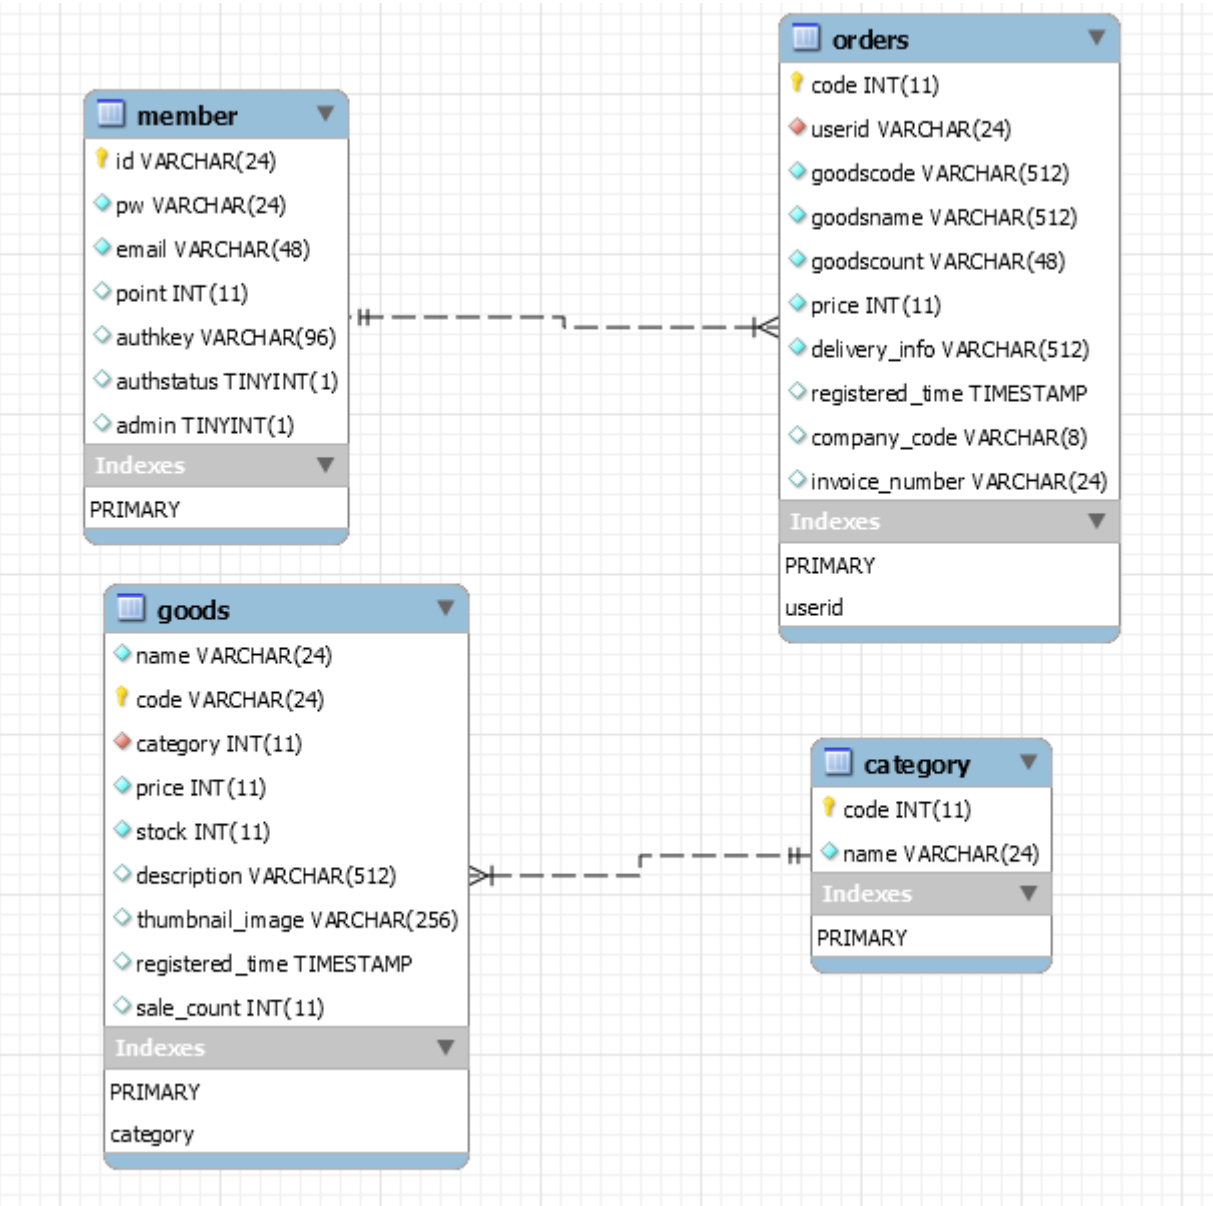 member
id VARCHAR(24)
pw VARCHAR(24)
email VARCHAR(48)
point INT(11)
authkey VARCHAR(96)
authstatus TINYINT(1)
admin TINYINT(1)
Indexes
PRIMARY
orders
code INT(11)
userid VARCHAR(24)
goodscode VARCHAR(512)
goodsname VARCHAR(512)
goodscount VARCHAR(48)
price INT(11)
delivery_info VARCHAR(512)
registered_time TIMESTAMP
company_code VARCHAR(8)
invoice_number VARCHAR(24)
Indexes
PRIMARY
userid
goods
name VARCHAR(24)
code VARCHAR(24)
category INT(11)
price INT(11)
stock INT(11)
description VARCHAR(512)
thumbnail_image VARCHAR(256)
registered_time TIMESTAMP
sale_count INT(11)
Indexes
PRIMARY
category
category
code INT(11)
name VARCHAR(24)
Indexes
PRIMARY